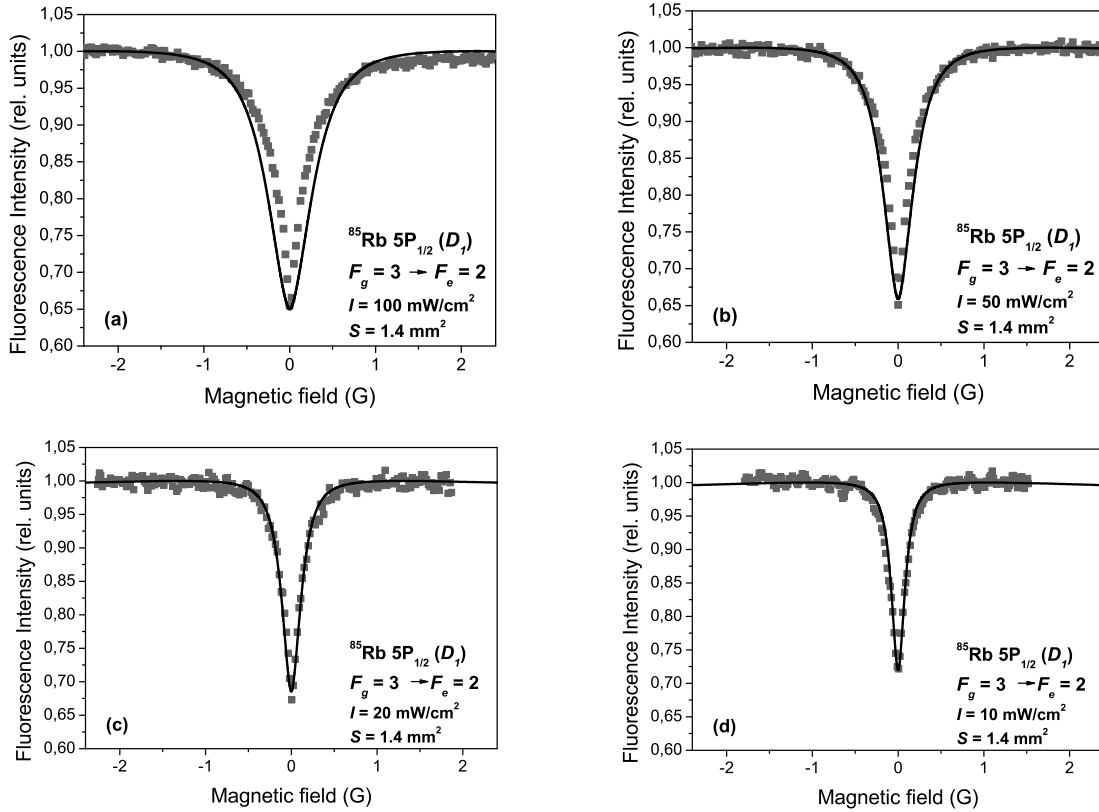 Fluorescence Intensity (rel. units)
1,05
1,00
0,95
0,90
0,85
0,80
0,75
0,70
0,65
0,60
⁸⁵Rb 5P₁/₂ (D₁)
F_g = 3 → F_e = 2
I = 100 mW/cm²
S = 1.4 mm²
(a)
-2 -1 0 1 2
Magnetic field (G)
Fluorescence Intensity (rel. units)
1,05
1,00
0,95
0,90
0,85
0,80
0,75
0,70
0,65
0,60
⁸⁵Rb 5P₁/₂ (D₁)
F_g = 3 → F_e = 2
I = 50 mW/cm²
S = 1.4 mm²
(b)
-2 -1 0 1 2
Magnetic field (G)
Fluorescence Intensity (rel. units)
1,05
1,00
0,95
0,90
0,85
0,80
0,75
0,70
0,65
0,60
⁸⁵Rb 5P₁/₂ (D₁)
F_g = 3 → F_e = 2
I = 20 mW/cm²
S = 1.4 mm²
(c)
-2 -1 0 1 2
Magnetic field (G)
Fluorescence Intensity (rel. units)
1,05
1,00
0,95
0,90
0,85
0,80
0,75
0,70
0,65
0,60
⁸⁵Rb 5P₁/₂ (D₁)
F_g = 3 → F_e = 2
I = 10 mW/cm²
S = 1.4 mm²
(d)
-2 -1 0 1 2
Magnetic field (G)